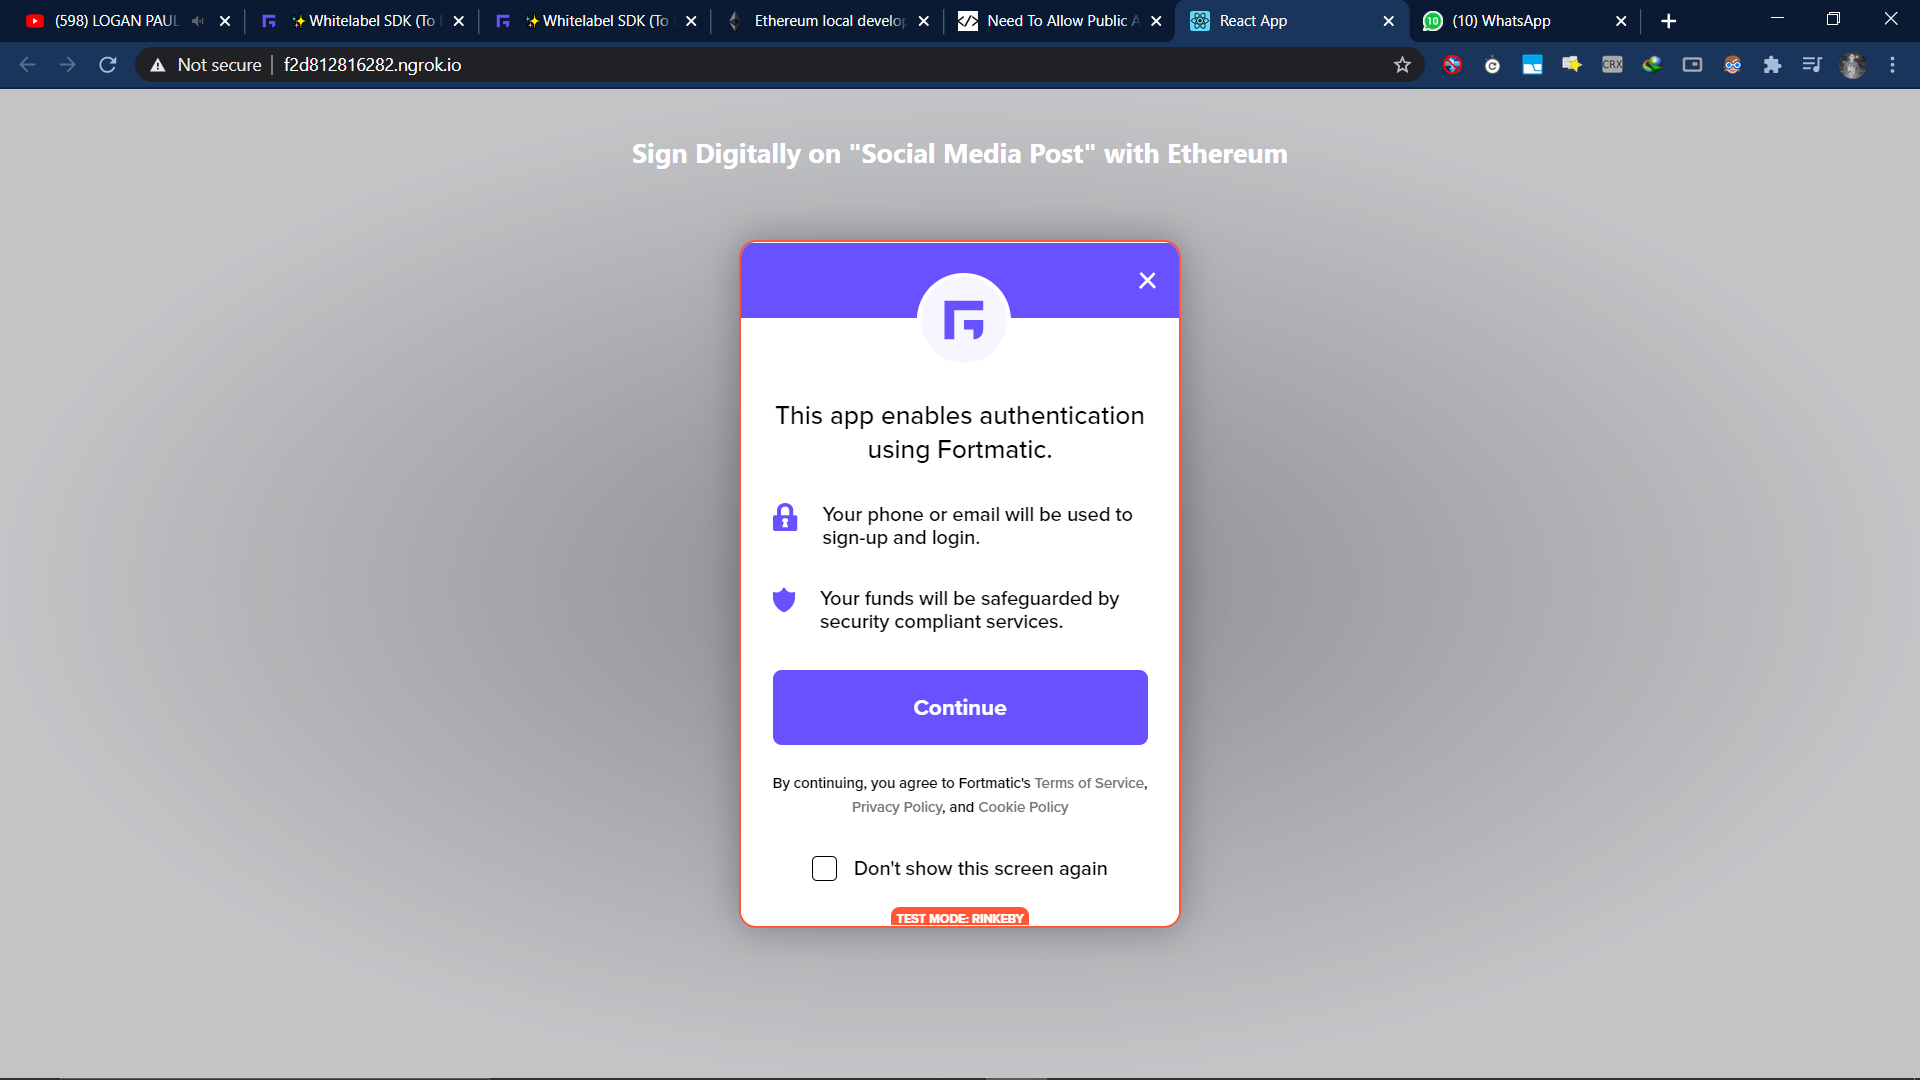 (598) LOGAN PAUL
✨Whitelabel SDK (To
✨Whitelabel SDK (To
Ethereum local develop
Need To Allow Public A
React App
(10) WhatsApp
Not secure
f2d812816282.ngrok.io
CRX
Sign Digitally on "Social Media Post" with Ethereum
This app enables authentication
using Fortmatic.
Your phone or email will be used to
sign-up and login.
Your funds will be safeguarded by
security compliant services.
Continue
By continuing, you agree to Fortmatic's Terms of Service,
Privacy Policy, and Cookie Policy
Don't show this screen again
TEST MODE: RINKEBY